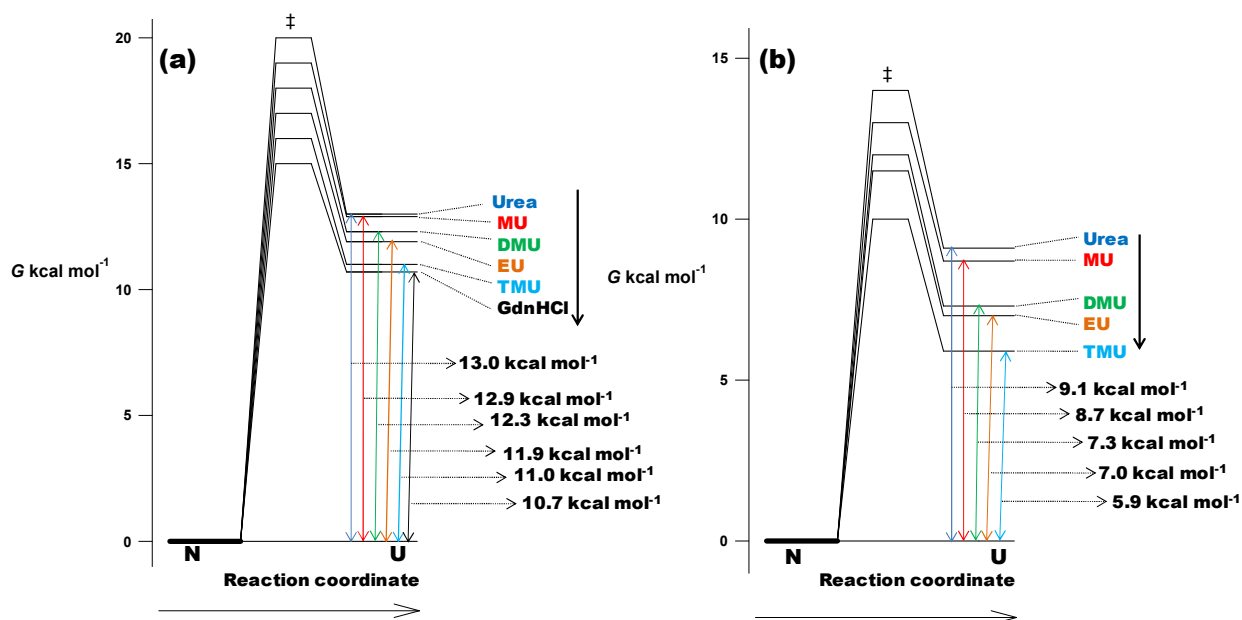 (a)
‡
20
15
10
5
0
G kcal mol-1
Urea
MU
DMU
EU
TMU
GdnHCl
13.0 kcal mol-1
12.9 kcal mol-1
12.3 kcal mol-1
11.9 kcal mol-1
11.0 kcal mol-1
10.7 kcal mol-1
N
U
Reaction coordinate
(b)
‡
15
10
5
0
G kcal mol-1
Urea
MU
DMU
EU
TMU
9.1 kcal mol-1
8.7 kcal mol-1
7.3 kcal mol-1
7.0 kcal mol-1
5.9 kcal mol-1
N
U
Reaction coordinate